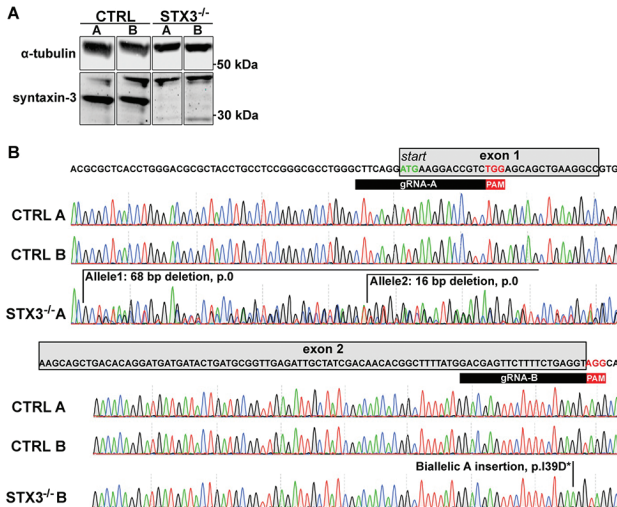 A
CTRL STX3-/-
A B A B
α-tubulin
-50 kDa
syntaxin-3
-30 kDa
B
start exon 1
ACGCGCTCACCTGGGACGCGCTACCTGCCTCCGGGCGCCTGGGCTTCAGGATGAAGGACCGTCTGGAGCAGCTGAAGGCCGTG
gRNA-A PAM
CTRL A
CTRL B
Allele1: 68 bp deletion, p.0
Allele2: 16 bp deletion, p.0
STX3-/-A
exon 2
AAGCAGCTGACACAGGATGATGATACTGATGCGGTTGAGATTGCTATCGACAACACGGCTTTTATGGACGAGTTCTTTTCTGAGGTAGGCA
gRNA-B PAM
CTRL A
CTRL B
Biallelic A insertion, p.I39D*
STX3-/-B